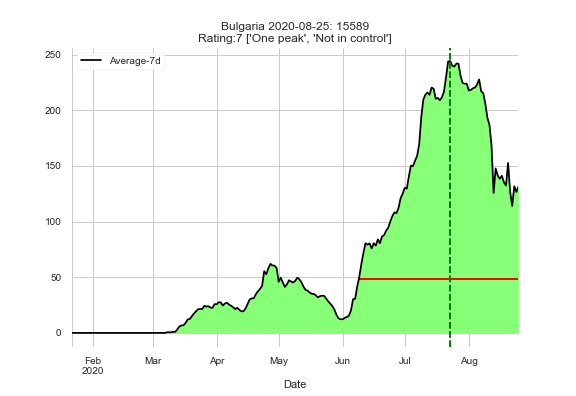 Bulgaria 2020-08-25: 15589
Rating:7 ['One peak', 'Not in control']
Average-7d
250
200
150
100
50
0
Feb
2020
Mar
Apr
May
Jun
Jul
Aug
Date